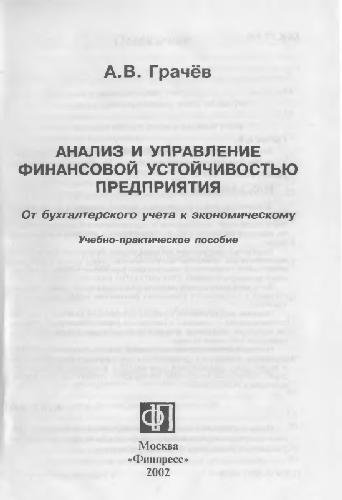 А.В. Грачёв
АНАЛИЗ И УПРАВЛЕНИЕ
ФИНАНСОВОЙ УСТОЙЧИВОСТЬЮ
ПРЕДПРИЯТИЯ
От бухгалтерского учета к экономическому
Учебно-практическое пособие
ФП
Москва
«Финпресс»
2002